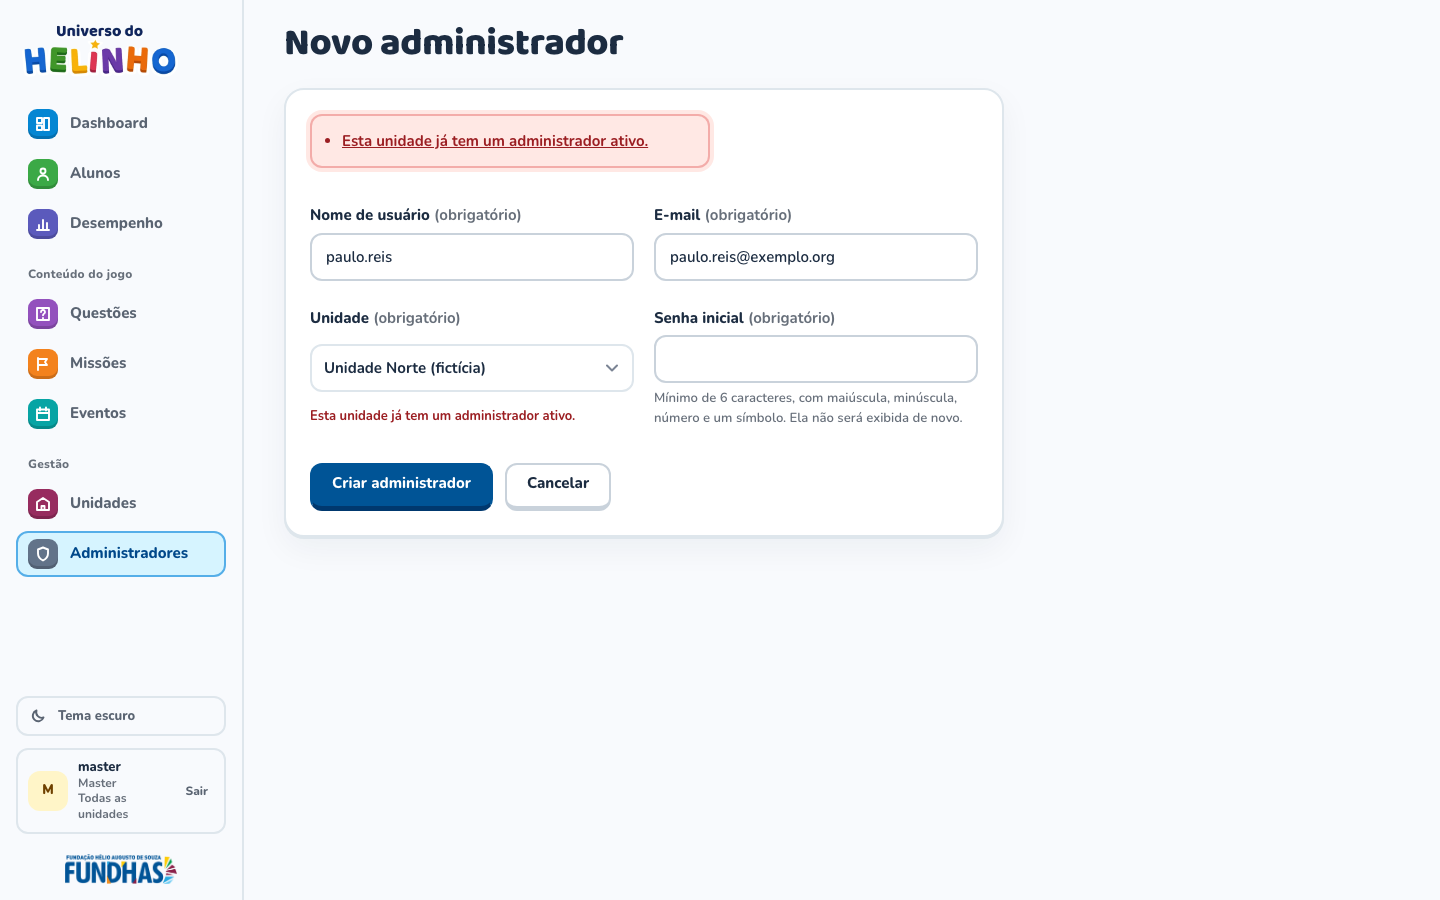 Universo do
HELINHO
Dashboard
Alunos
Desempenho
Conteúdo do jogo
Questões
Missões
Eventos
Gestão
Unidades
Administradores
Tema escuro
M
master
Master
Todas as
unidades
Sair
FUNDAÇÃO HÉLIO AUGUSTO DE SOUZA
FUNDHAS
Novo administrador
Esta unidade já tem um administrador ativo.
Nome de usuário (obrigatório)
paulo.reis
E-mail (obrigatório)
paulo.reis@exemplo.org
Unidade (obrigatório)
Unidade Norte (fictícia)
Esta unidade já tem um administrador ativo.
Senha inicial (obrigatório)
Mínimo de 6 caracteres, com maiúscula, minúscula,
número e um símbolo. Ela não será exibida de novo.
Criar administrador
Cancelar